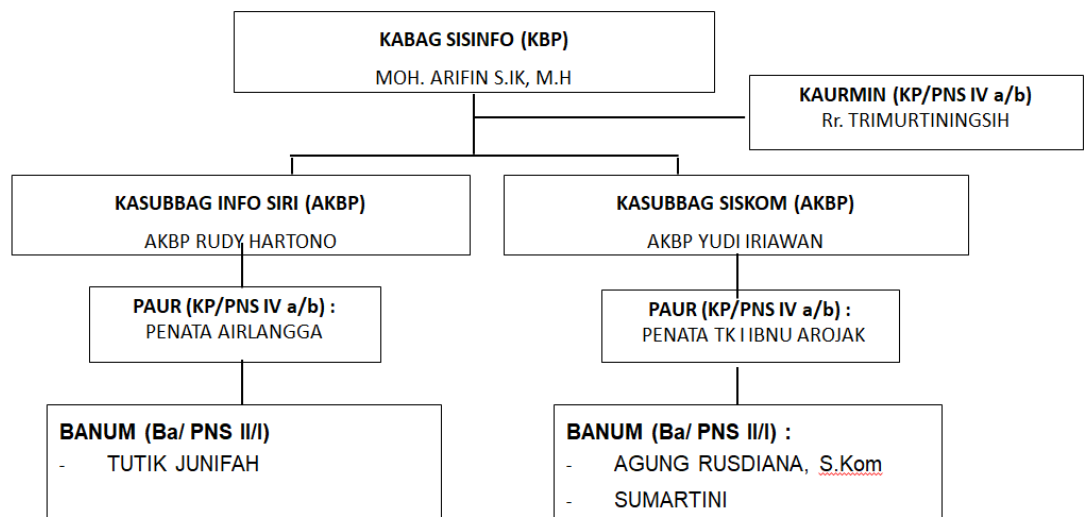 KABAG SISINFO (KBP)
MOH. ARIFIN S.IK, M.H
KAURMIN (KP/PNS IV a/b)
Rr. TRIMURTININGSIH
KASUBBAG INFO SIRI (AKBP)
AKBP RUDY HARTONO
KASUBBAG SISKOM (AKBP)
AKBP YUDI IRIAWAN
PAUR (KP/PNS IV a/b) :
PENATA AIRLANGGA
PAUR (KP/PNS IV a/b) :
PENATA TK I IBNU AROJAK
BANUM (Ba/ PNS II/I)
- TUTIK JUNIFAH
BANUM (Ba/ PNS II/I) :
- AGUNG RUSDIANA, S.Kom
- SUMARTINI